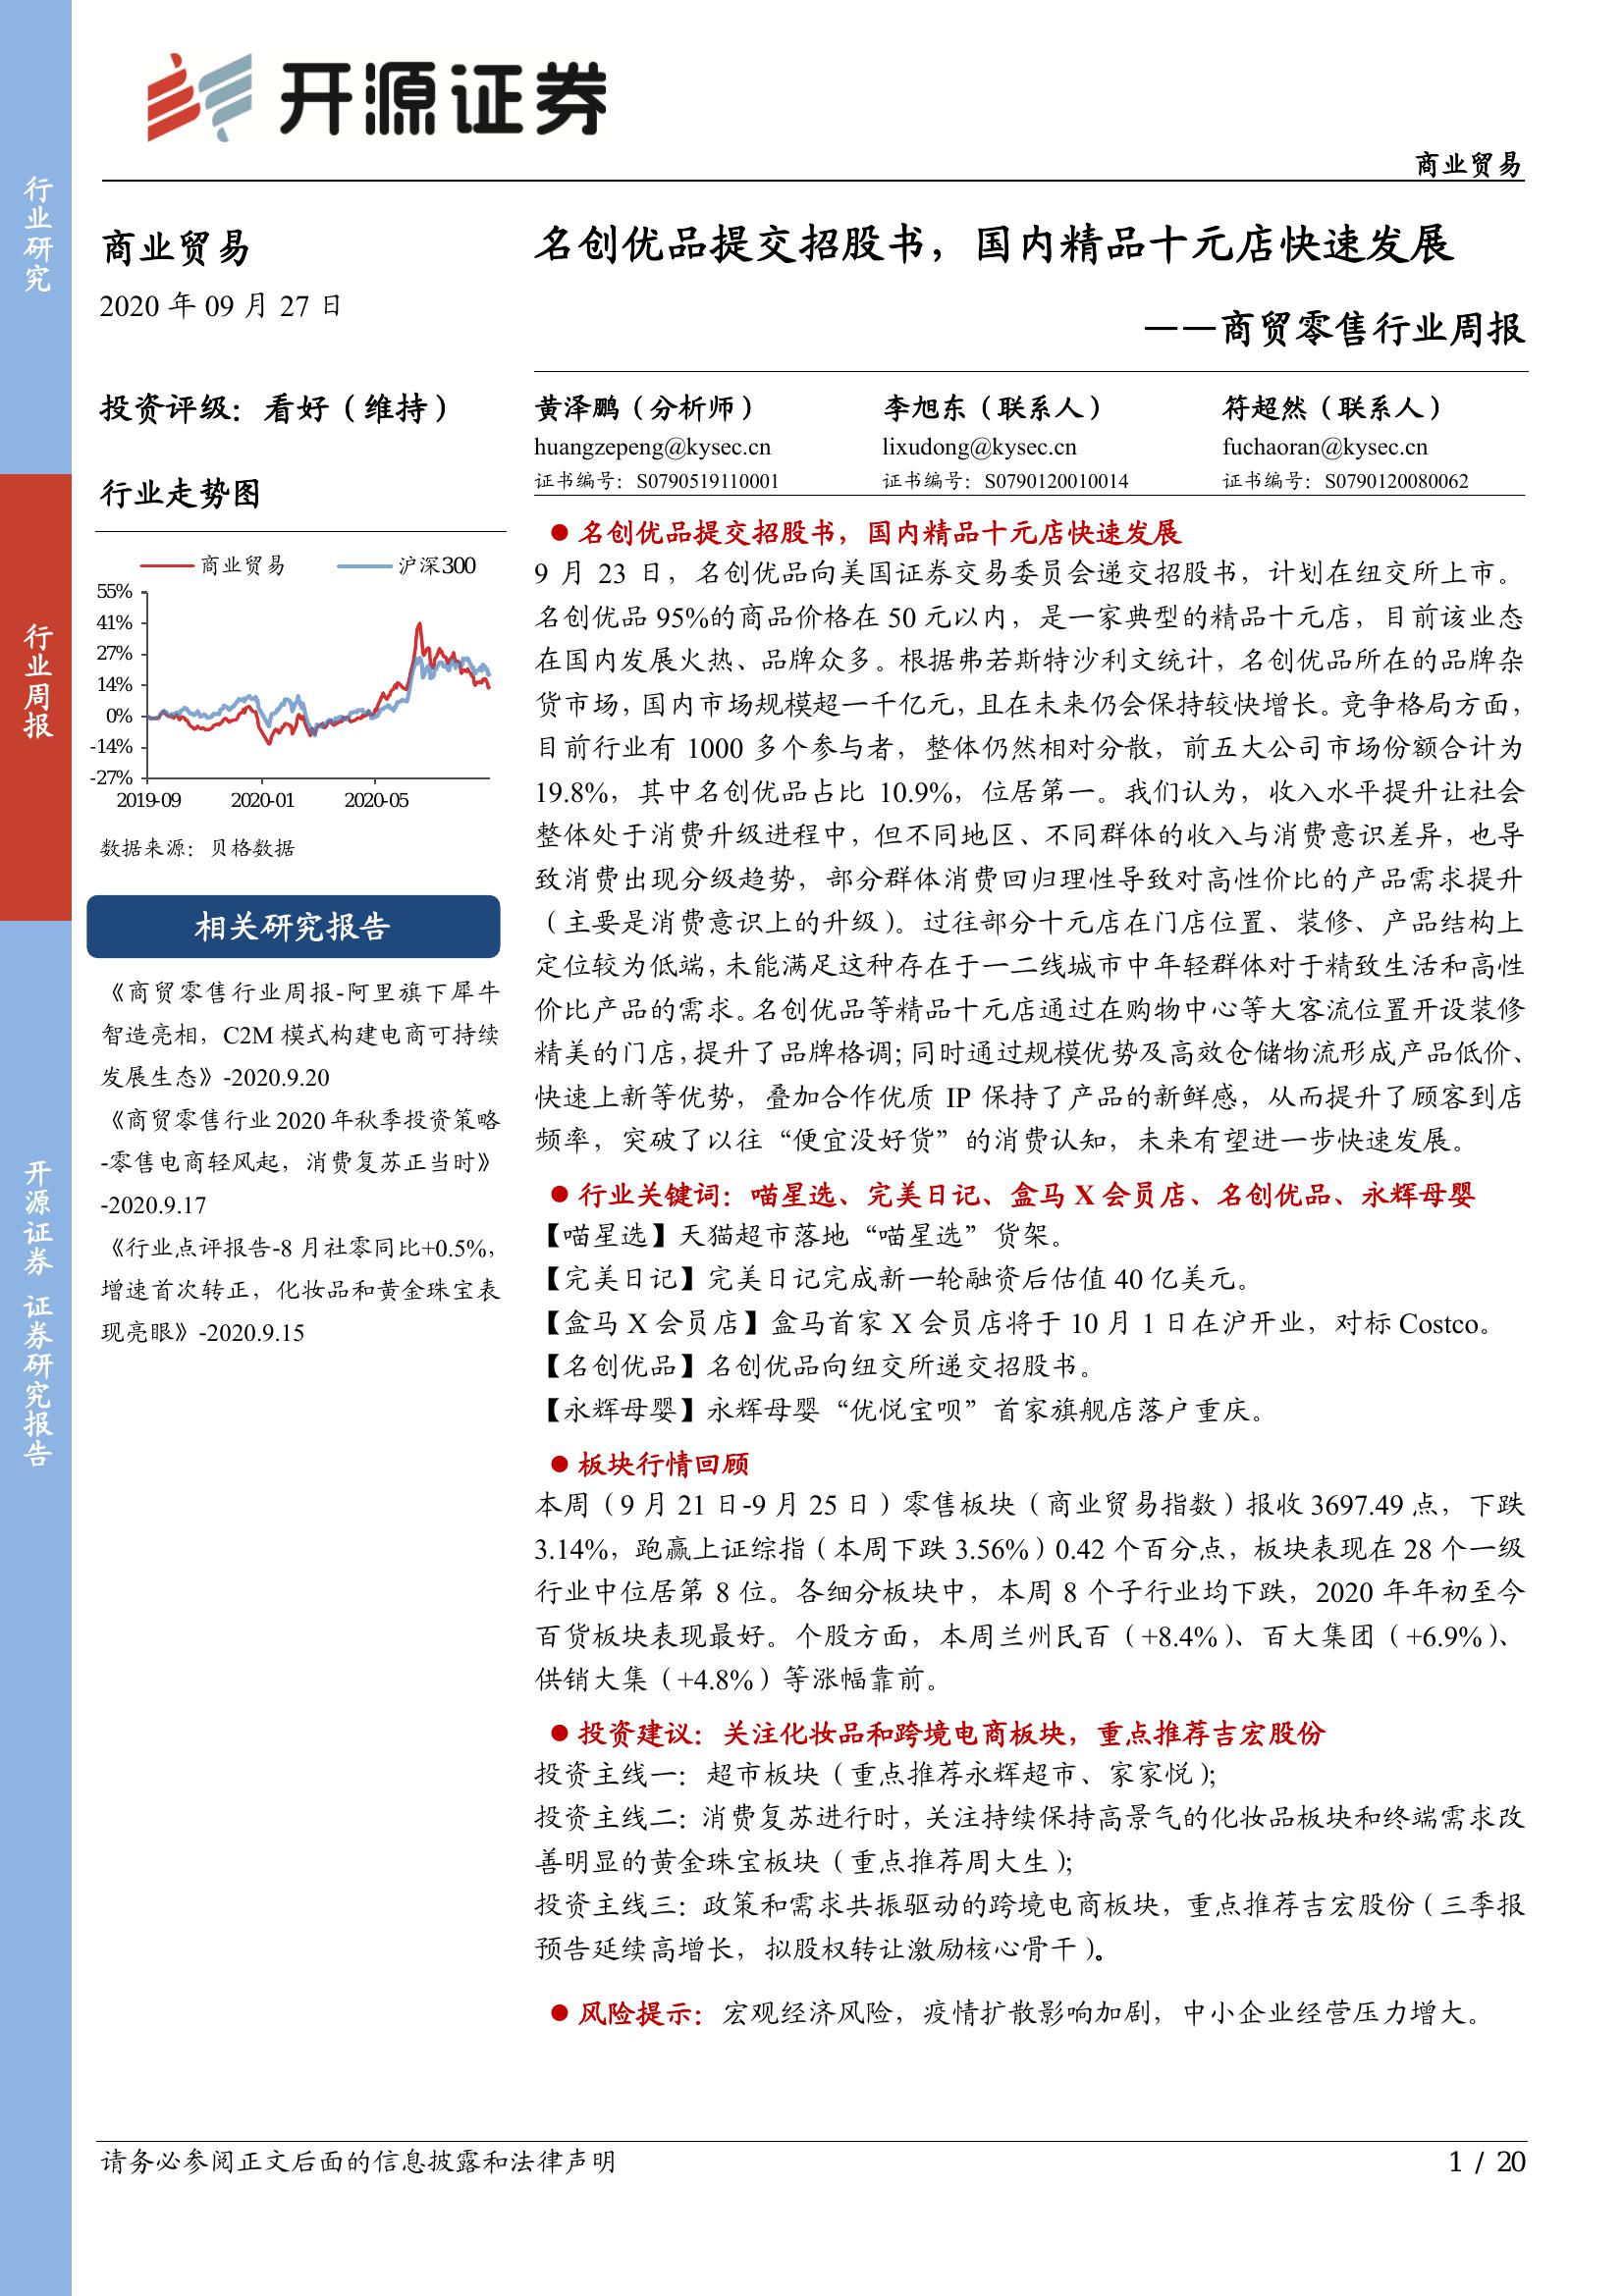 开源证券
商业贸易
行业研究
行业周报
开源证券 证券研究报告
商业贸易
2020 年 09 月 27 日
投资评级：看好（维持）
行业走势图
商业贸易 沪深300
55%
41%
27%
14%
0%
-14%
-27%
2019-09 2020-01 2020-05
数据来源：贝格数据
相关研究报告
《商贸零售行业周报-阿里旗下犀牛
智造亮相，C2M 模式构建电商可持续
发展生态》-2020.9.20
《商贸零售行业 2020 年秋季投资策略
-零售电商轻风起，消费复苏正当时》
-2020.9.17
《行业点评报告-8 月社零同比+0.5%，
增速首次转正，化妆品和黄金珠宝表
现亮眼》-2020.9.15
名创优品提交招股书，国内精品十元店快速发展
——商贸零售行业周报
黄泽鹏（分析师） 李旭东（联系人） 符超然（联系人）
huangzepeng@kysec.cn lixudong@kysec.cn fuchaoran@kysec.cn
证书编号：S0790519110001 证书编号：S0790120010014 证书编号：S0790120080062
● 名创优品提交招股书，国内精品十元店快速发展
9 月 23 日，名创优品向美国证券交易委员会递交招股书，计划在纽交所上市。
名创优品 95%的商品价格在 50 元以内，是一家典型的精品十元店，目前该业态
在国内发展火热、品牌众多。根据弗若斯特沙利文统计，名创优品所在的品牌杂
货市场，国内市场规模超一千亿元，且在未来仍会保持较快增长。竞争格局方面，
目前行业有 1000 多个参与者，整体仍然相对分散，前五大公司市场份额合计为
19.8%，其中名创优品占比 10.9%，位居第一。我们认为，收入水平提升让社会
整体处于消费升级进程中，但不同地区、不同群体的收入与消费意识差异，也导
致消费出现分级趋势，部分群体消费回归理性导致对高性价比的产品需求提升
（主要是消费意识上的升级）。过往部分十元店在门店位置、装修、产品结构上
定位较为低端，未能满足这种存在于一二线城市中年轻群体对于精致生活和高性
价比产品的需求。名创优品等精品十元店通过在购物中心等大客流位置开设装修
精美的门店，提升了品牌格调；同时通过规模优势及高效仓储物流形成产品低价、
快速上新等优势，叠加合作优质 IP 保持了产品的新鲜感，从而提升了顾客到店
频率，突破了以往“便宜没好货”的消费认知，未来有望进一步快速发展。
● 行业关键词：喵星选、完美日记、盒马 X 会员店、名创优品、永辉母婴
【喵星选】天猫超市落地“喵星选”货架。
【完美日记】完美日记完成新一轮融资后估值 40 亿美元。
【盒马 X 会员店】盒马首家 X 会员店将于 10 月 1 日在沪开业，对标 Costco。
【名创优品】名创优品向纽交所递交招股书。
【永辉母婴】永辉母婴“优悦宝呗”首家旗舰店落户重庆。
● 板块行情回顾
本周（9 月 21 日-9 月 25 日）零售板块（商业贸易指数）报收 3697.49 点，下跌
3.14%，跑赢上证综指（本周下跌 3.56%）0.42 个百分点，板块表现在 28 个一级
行业中位居第 8 位。各细分板块中，本周 8 个子行业均下跌，2020 年年初至今
百货板块表现最好。个股方面，本周兰州民百（+8.4%）、百大集团（+6.9%）、
供销大集（+4.8%）等涨幅靠前。
● 投资建议：关注化妆品和跨境电商板块，重点推荐吉宏股份
投资主线一：超市板块（重点推荐永辉超市、家家悦）；
投资主线二：消费复苏进行时，关注持续保持高景气的化妆品板块和终端需求改
善明显的黄金珠宝板块（重点推荐周大生）；
投资主线三：政策和需求共振驱动的跨境电商板块，重点推荐吉宏股份（三季报
预告延续高增长，拟股权转让激励核心骨干）。
● 风险提示：宏观经济风险，疫情扩散影响加剧，中小企业经营压力增大。
请务必参阅正文后面的信息披露和法律声明
1 / 20